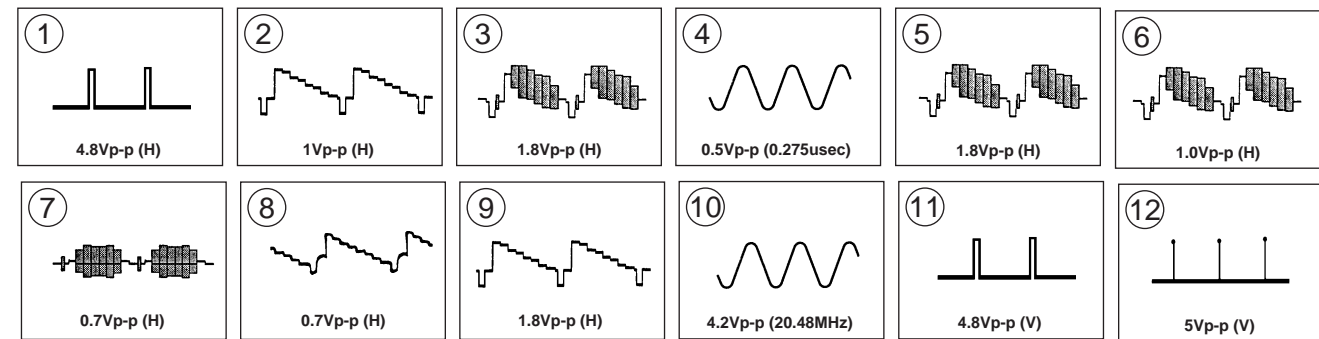 1
4.8Vp-p (H)
2
1Vp-p (H)
3
1.8Vp-p (H)
4
0.5Vp-p (0.275usec)
5
1.8Vp-p (H)
6
1.0Vp-p (H)
7
0.7Vp-p (H)
8
0.7Vp-p (H)
9
1.8Vp-p (H)
10
4.2Vp-p (20.48MHz)
11
4.8Vp-p (V)
12
5Vp-p (V)